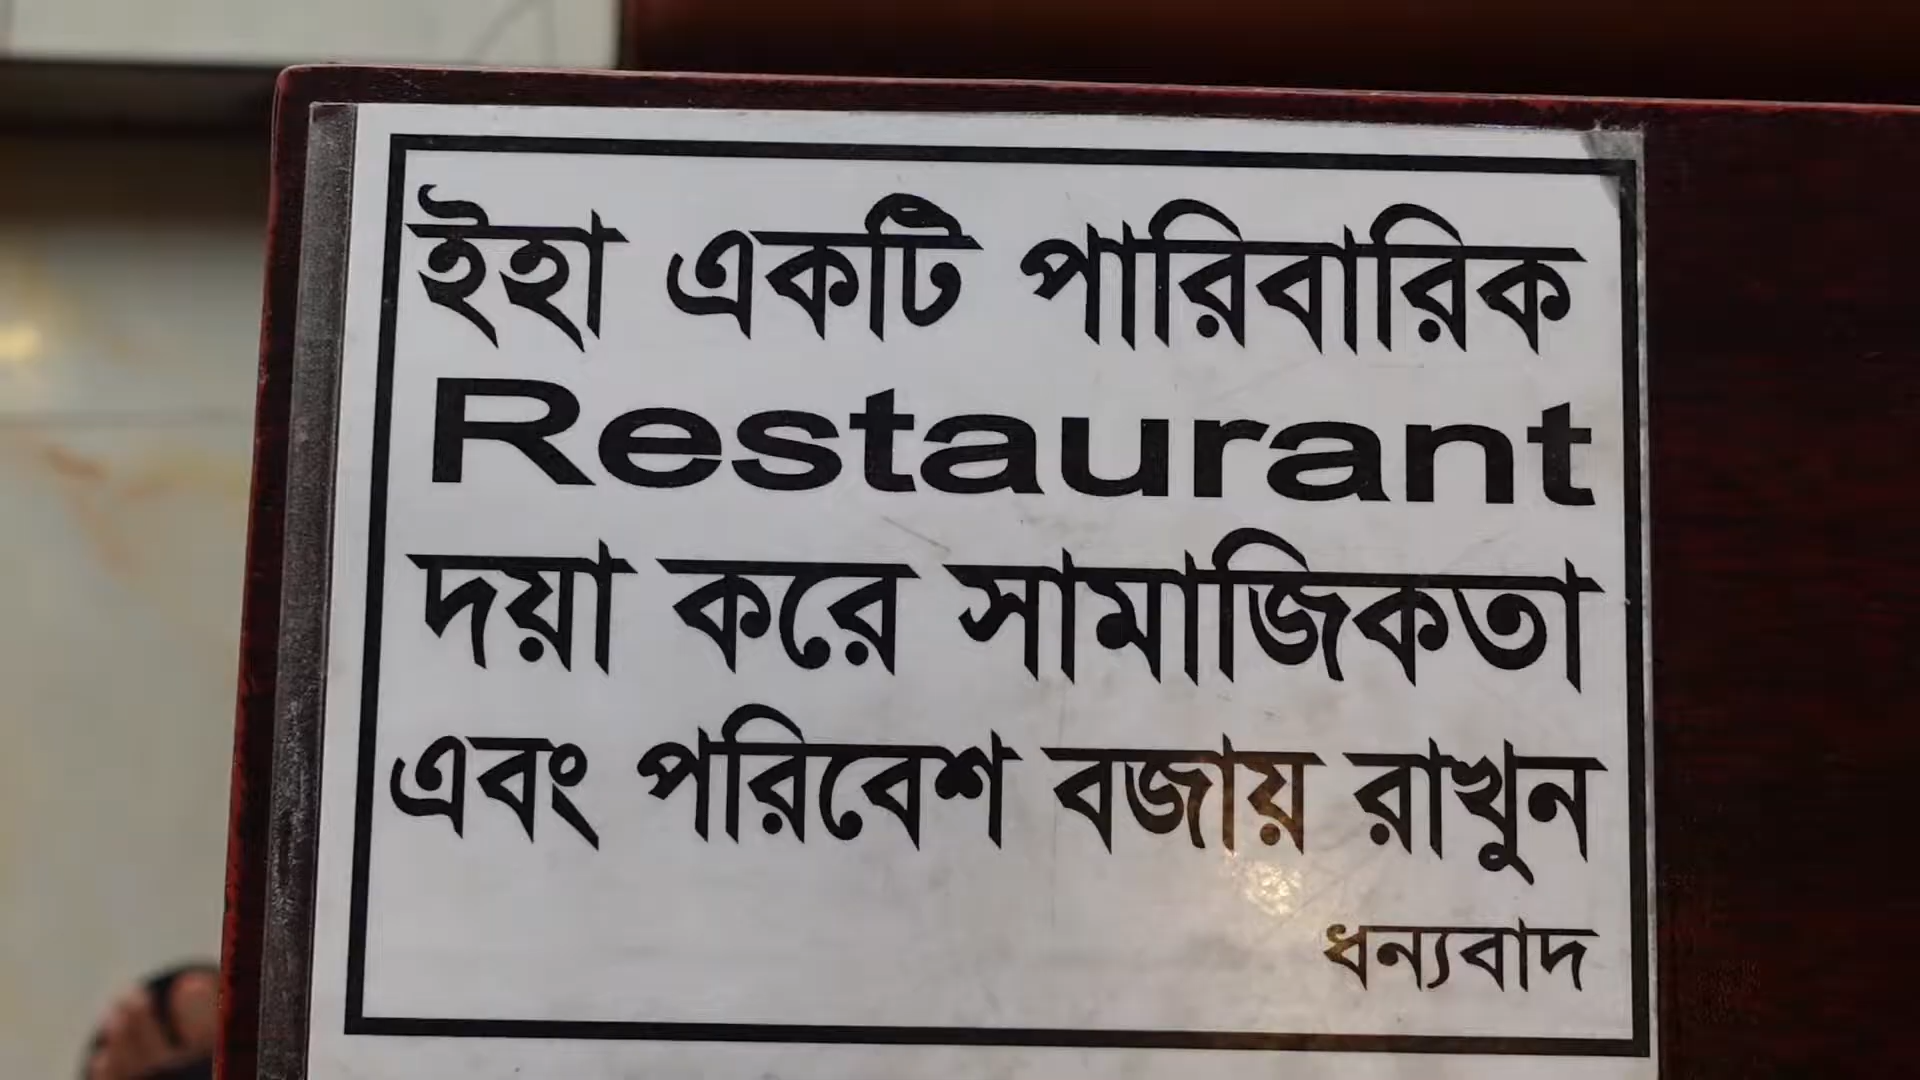 ইহা একটি পারিবারিক
Restaurant
দয়া করে সামাজিকতা
এবং পরিবেশ বজায় রাখুন
ধন্যবাদ